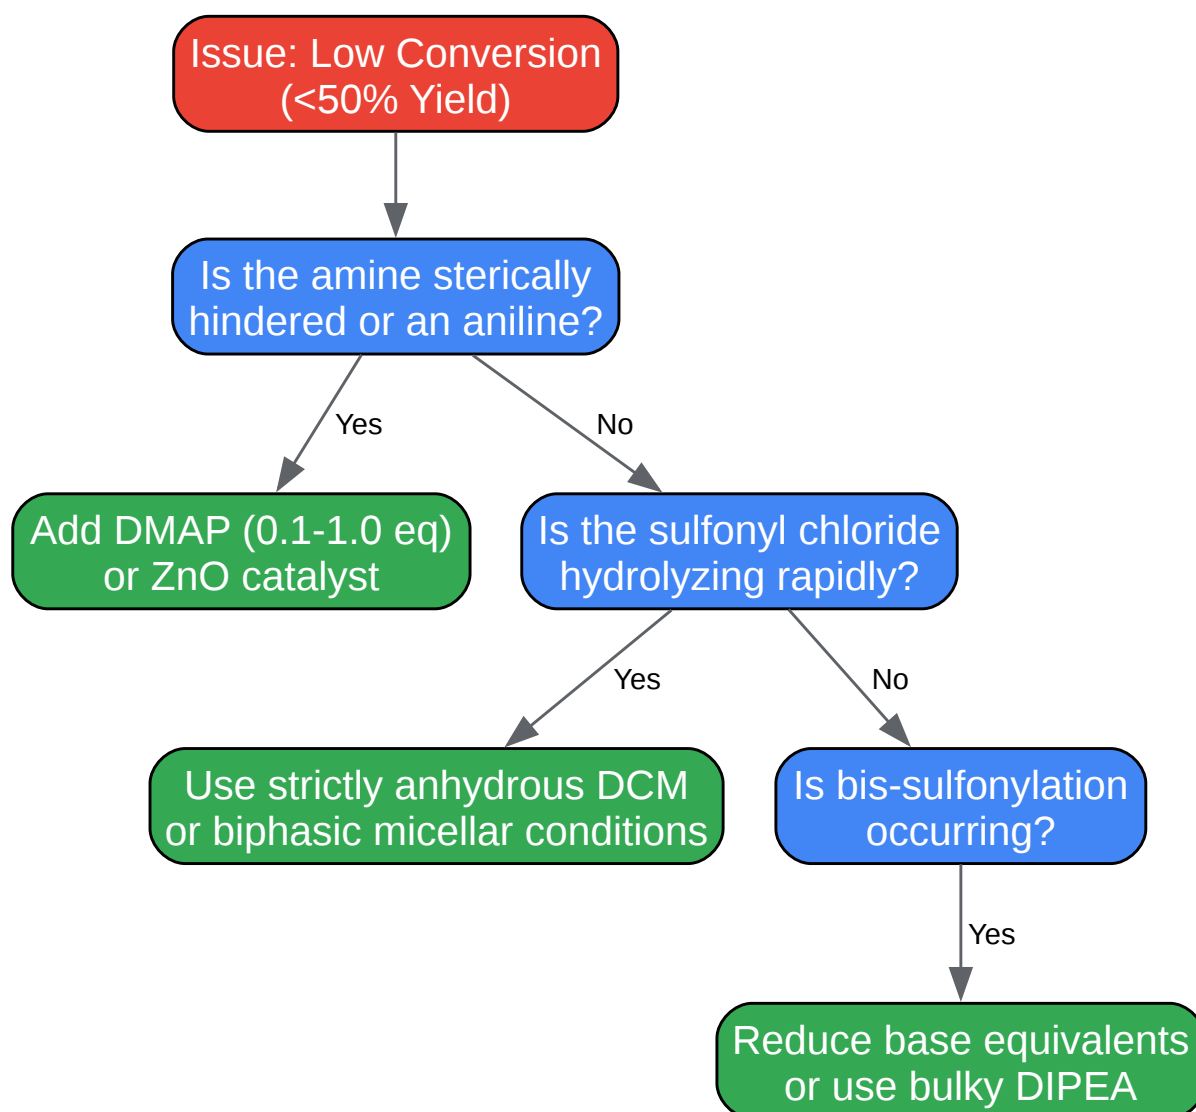 Issue: Low Conversion
(<50% Yield)
Is the amine sterically
hindered or an aniline?
Yes
No
Add DMAP (0.1-1.0 eq)
or ZnO catalyst
Is the sulfonyl chloride
hydrolyzing rapidly?
Yes
No
Use strictly anhydrous DCM
or biphasic micellar conditions
Is bis-sulfonylation
occurring?
Yes
Reduce base equivalents
or use bulky DIPEA